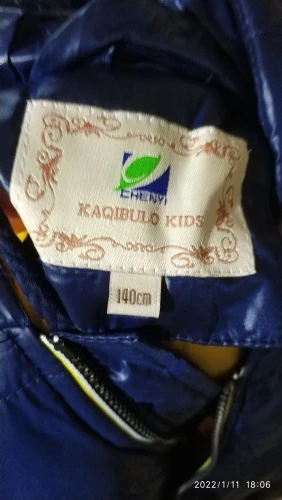 CHENYI
KAQIBULO KIDS
140cm
2022/1/11 18:06